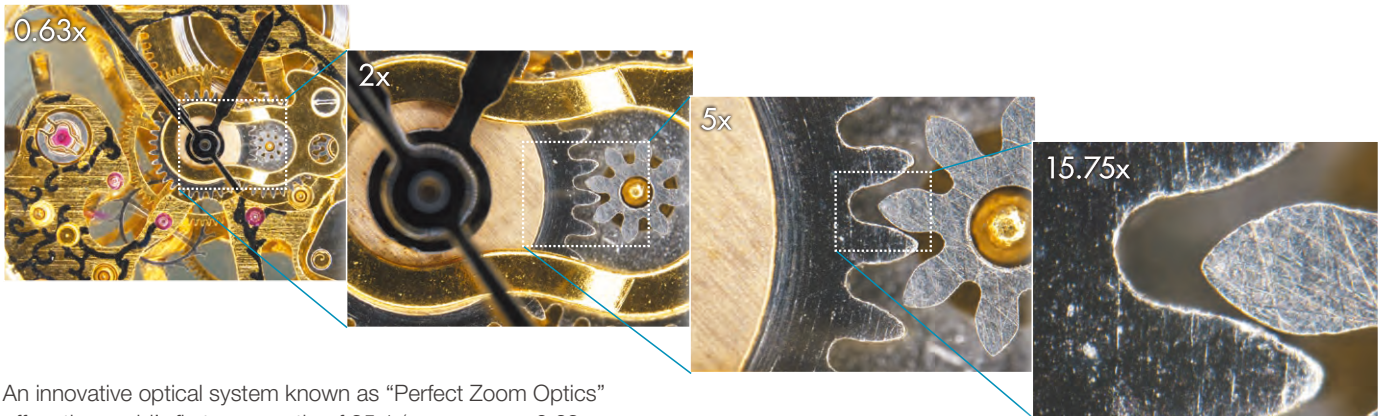 0.63x
2x
5x
15.75x
An innovative optical system known as “Perfect Zoom Optics”